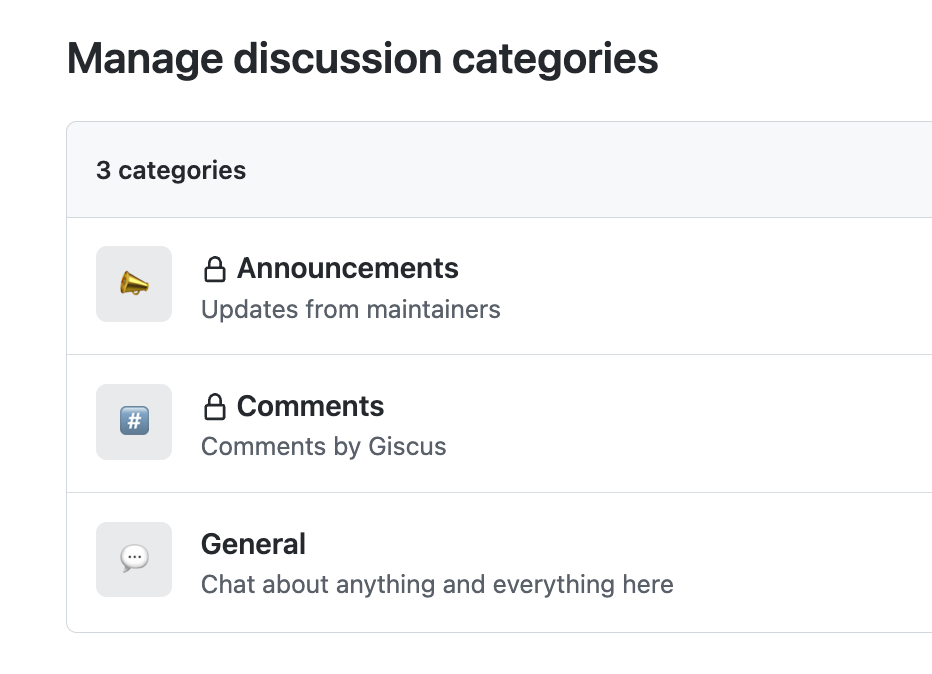 Manage discussion categories
3 categories
Announcements
Updates from maintainers
#
Comments
Comments by Giscus
General
Chat about anything and everything here